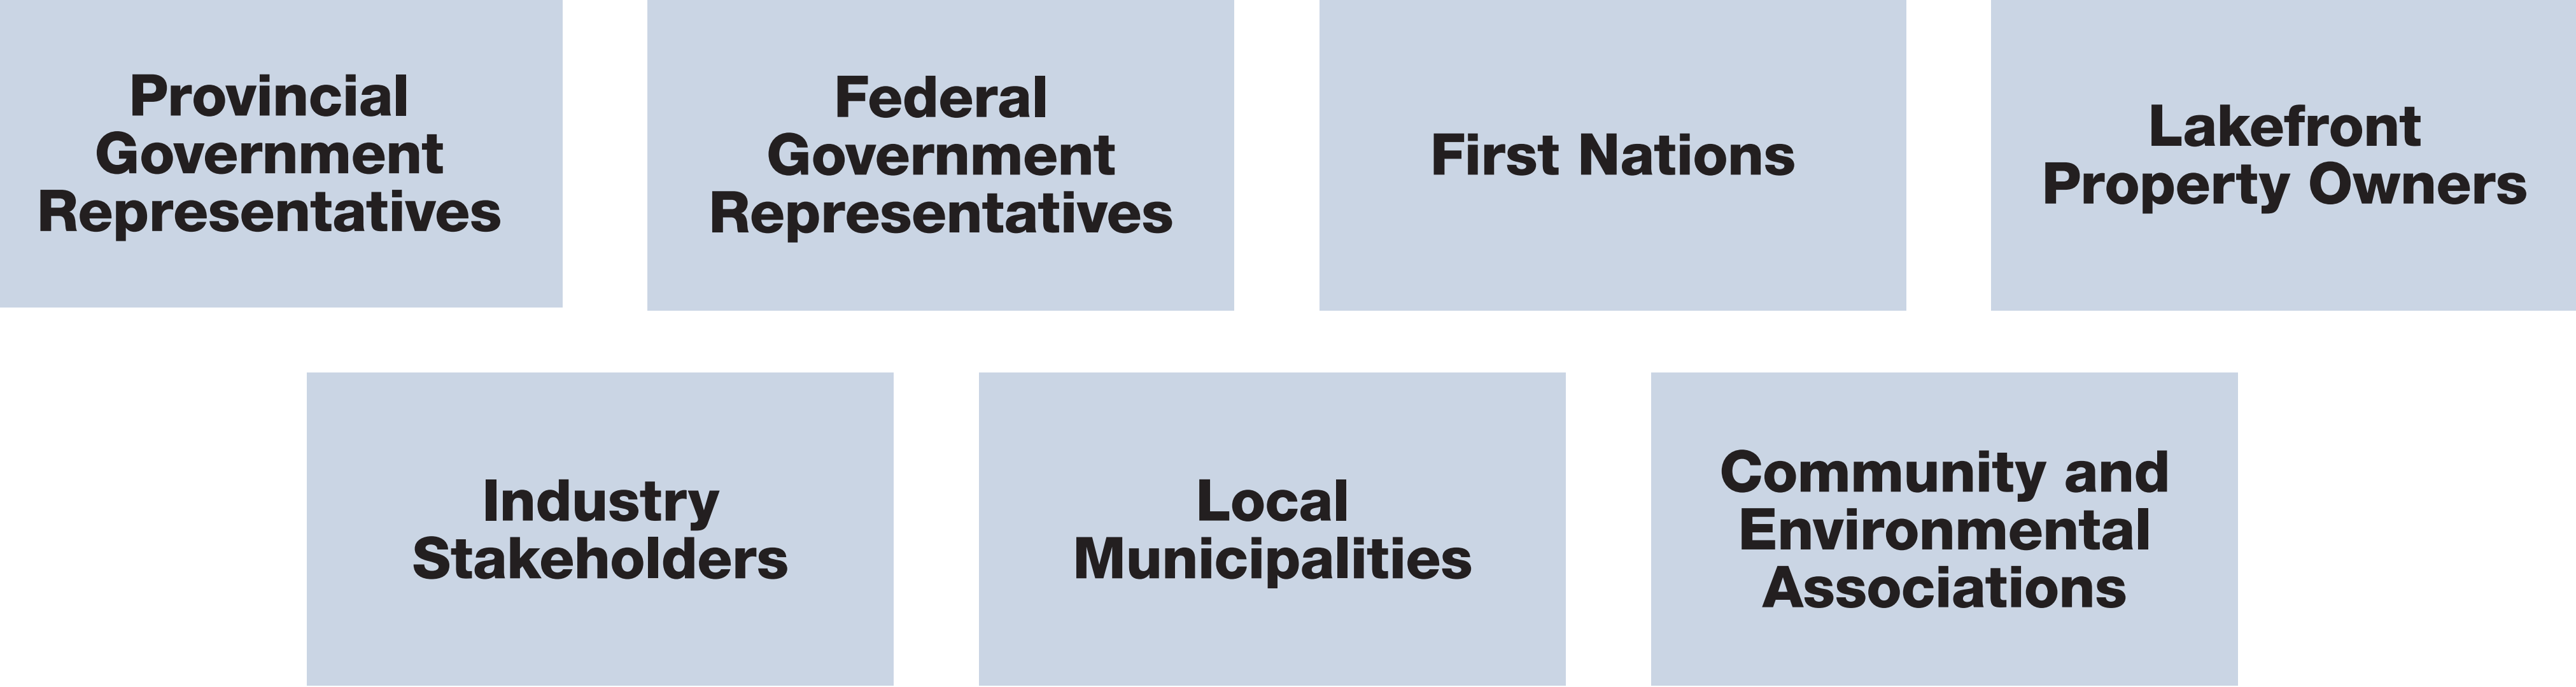 Provincial
Government
Representatives
Federal
Government
Representatives
First Nations
Lakefront
Property Owners
Industry
Stakeholders
Local
Municipalities
Community and
Environmental
Associations